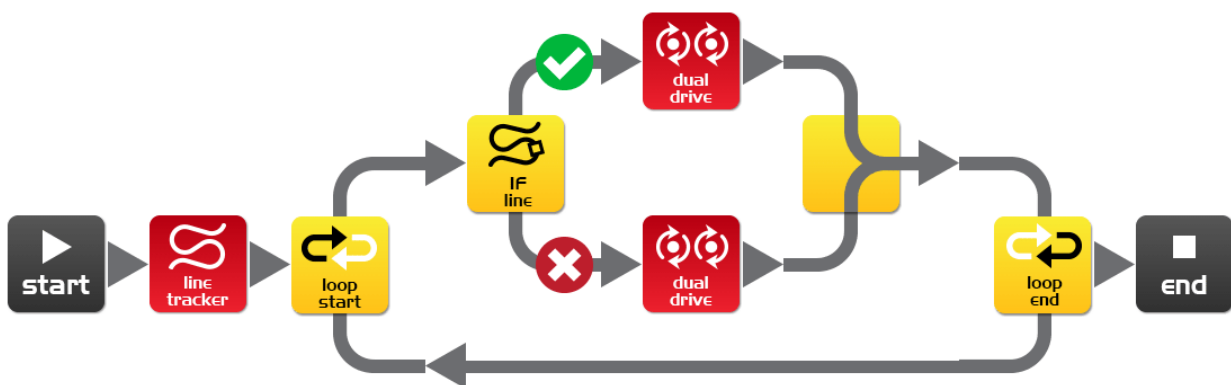 start
line
tracker
loop
start
IF
line
dual
drive
dual
drive
loop
end
end